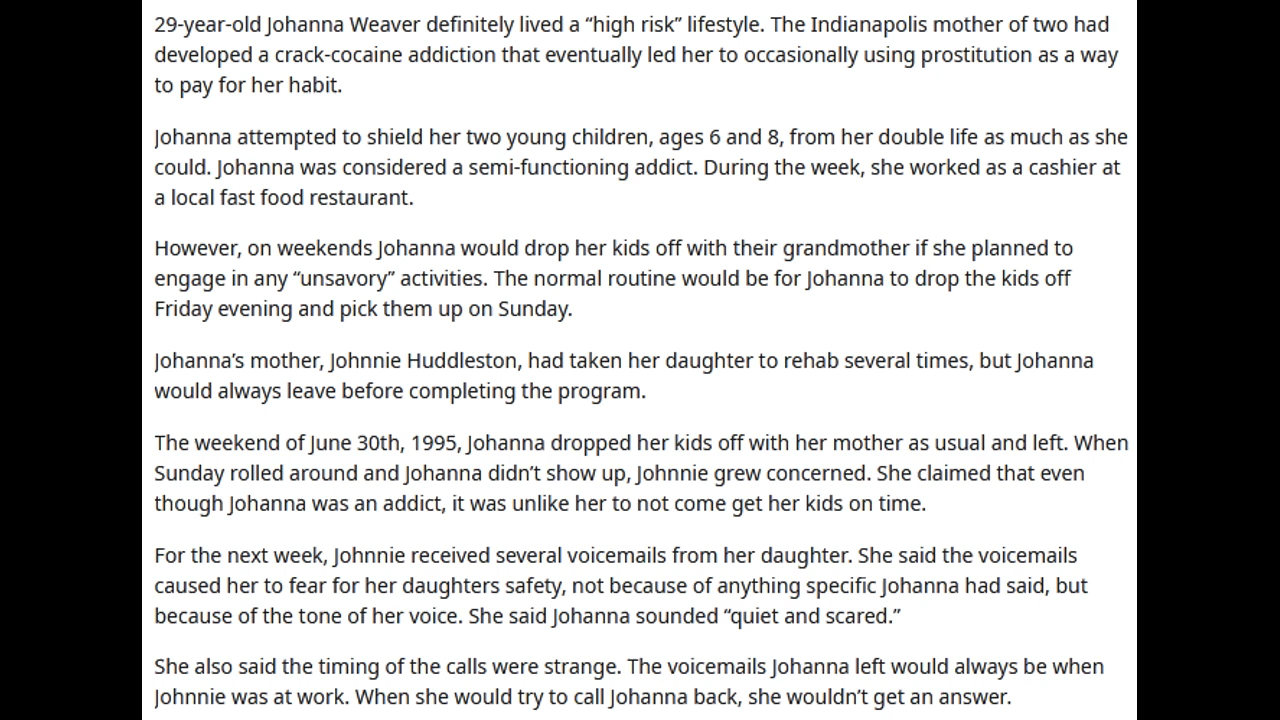 29-year-old Johanna Weaver definitely lived a “high risk” lifestyle. The Indianapolis mother of two had
developed a crack-cocaine addiction that eventually led her to occasionally using prostitution as a way
to pay for her habit.
Johanna attempted to shield her two young children, ages 6 and 8, from her double life as much as she
could. Johanna was considered a semi-functioning addict. During the week, she worked as a cashier at
a local fast food restaurant.
However, on weekends Johanna would drop her kids off with their grandmother if she planned to
engage in any “unsavory” activities. The normal routine would be for Johanna to drop the kids off
Friday evening and pick them up on Sunday.
Johanna’s mother, Johnnie Huddleston, had taken her daughter to rehab several times, but Johanna
would always leave before completing the program.
The weekend of June 30th, 1995, Johanna dropped her kids off with her mother as usual and left. When
Sunday rolled around and Johanna didn’t show up, Johnnie grew concerned. She claimed that even
though Johanna was an addict, it was unlike her to not come get her kids on time.
For the next week, Johnnie received several voicemails from her daughter. She said the voicemails
caused her to fear for her daughters safety, not because of anything specific Johanna had said, but
because of the tone of her voice. She said Johanna sounded “quiet and scared.”
She also said the timing of the calls were strange. The voicemails Johanna left would always be when
Johnnie was at work. When she would try to call Johanna back, she wouldn’t get an answer.